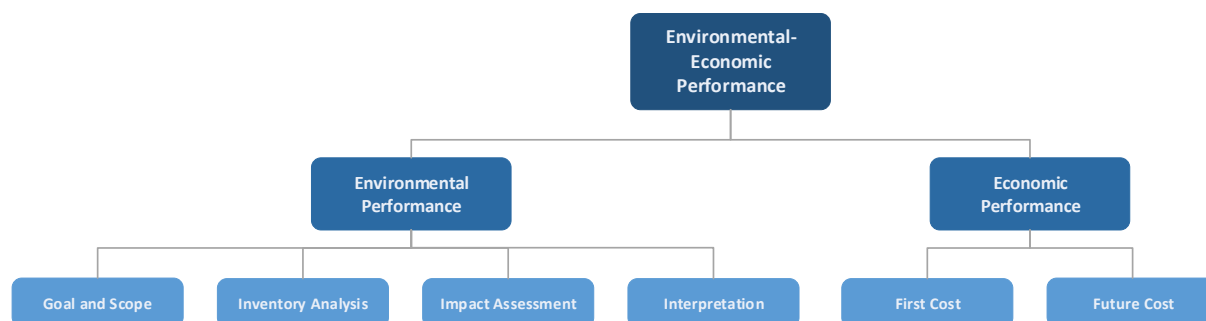 Environmental-
Economic
Performance
Environmental
Performance
Economic
Performance
Goal and Scope
Inventory Analysis
Impact Assessment
Interpretation
First Cost
Future Cost